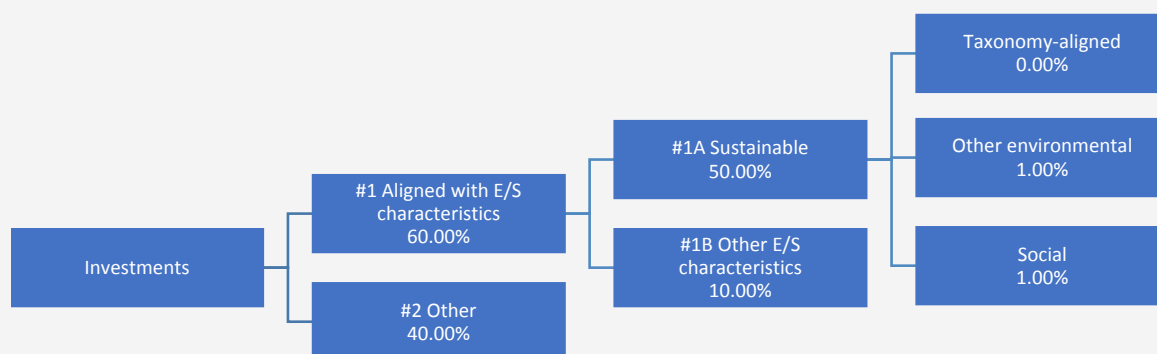 Investments
#1 Aligned with E/S
characteristics
60.00%
#2 Other
40.00%
#1A Sustainable
50.00%
#1B Other E/S
characteristics
10.00%
Taxonomy-aligned
0.00%
Other environmental
1.00%
Social
1.00%